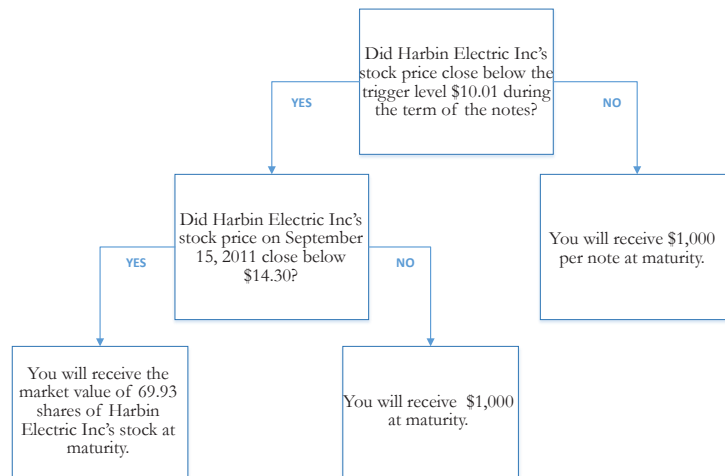 Did Harbin Electric Inc's
stock price close below the
trigger level $10.01 during
the term of the notes?
YES
NO
Did Harbin Electric Inc's
stock price on September
15, 2011 close below
$14.30?
You will receive $1,000
per note at maturity.
YES
NO
You will receive the
market value of 69.93
shares of Harbin
Electric Inc's stock at
maturity.
You will receive $1,000
at maturity.